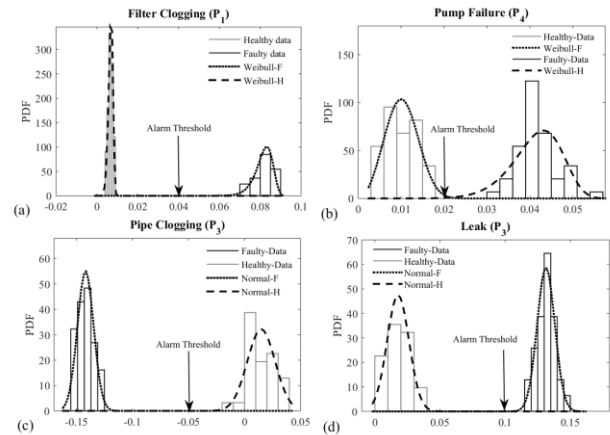 Filter Clogging (P1)
350
300
250
200
150
100
50
0
PDF
Healthy data
Faulty data
Weibull-F
Weibull-H
Alarm Threshold
-0.02
0
0.02
0.04
0.06
0.08
0.1
(a)
Pump Failure (P4)
150
100
50
0
PDF
Healthy-Data
Weibull-F
Faulty-Data
Weibull-H
Alarm Threshold
0
0.01
0.02
0.03
0.04
0.05
(b)
Pipe Clogging (P3)
60
50
40
30
20
10
0
PDF
Faulty-Data
Healthy-Data
Normal-F
Normal-H
Alarm Threshold
-0.15
-0.1
-0.05
0
0.05
(c)
Leak (P3)
70
60
50
40
30
20
10
0
PDF
Faulty-Data
Healthy-Data
Normal-F
Normal-H
Alarm Threshold
0
0.05
0.1
0.15
(d)